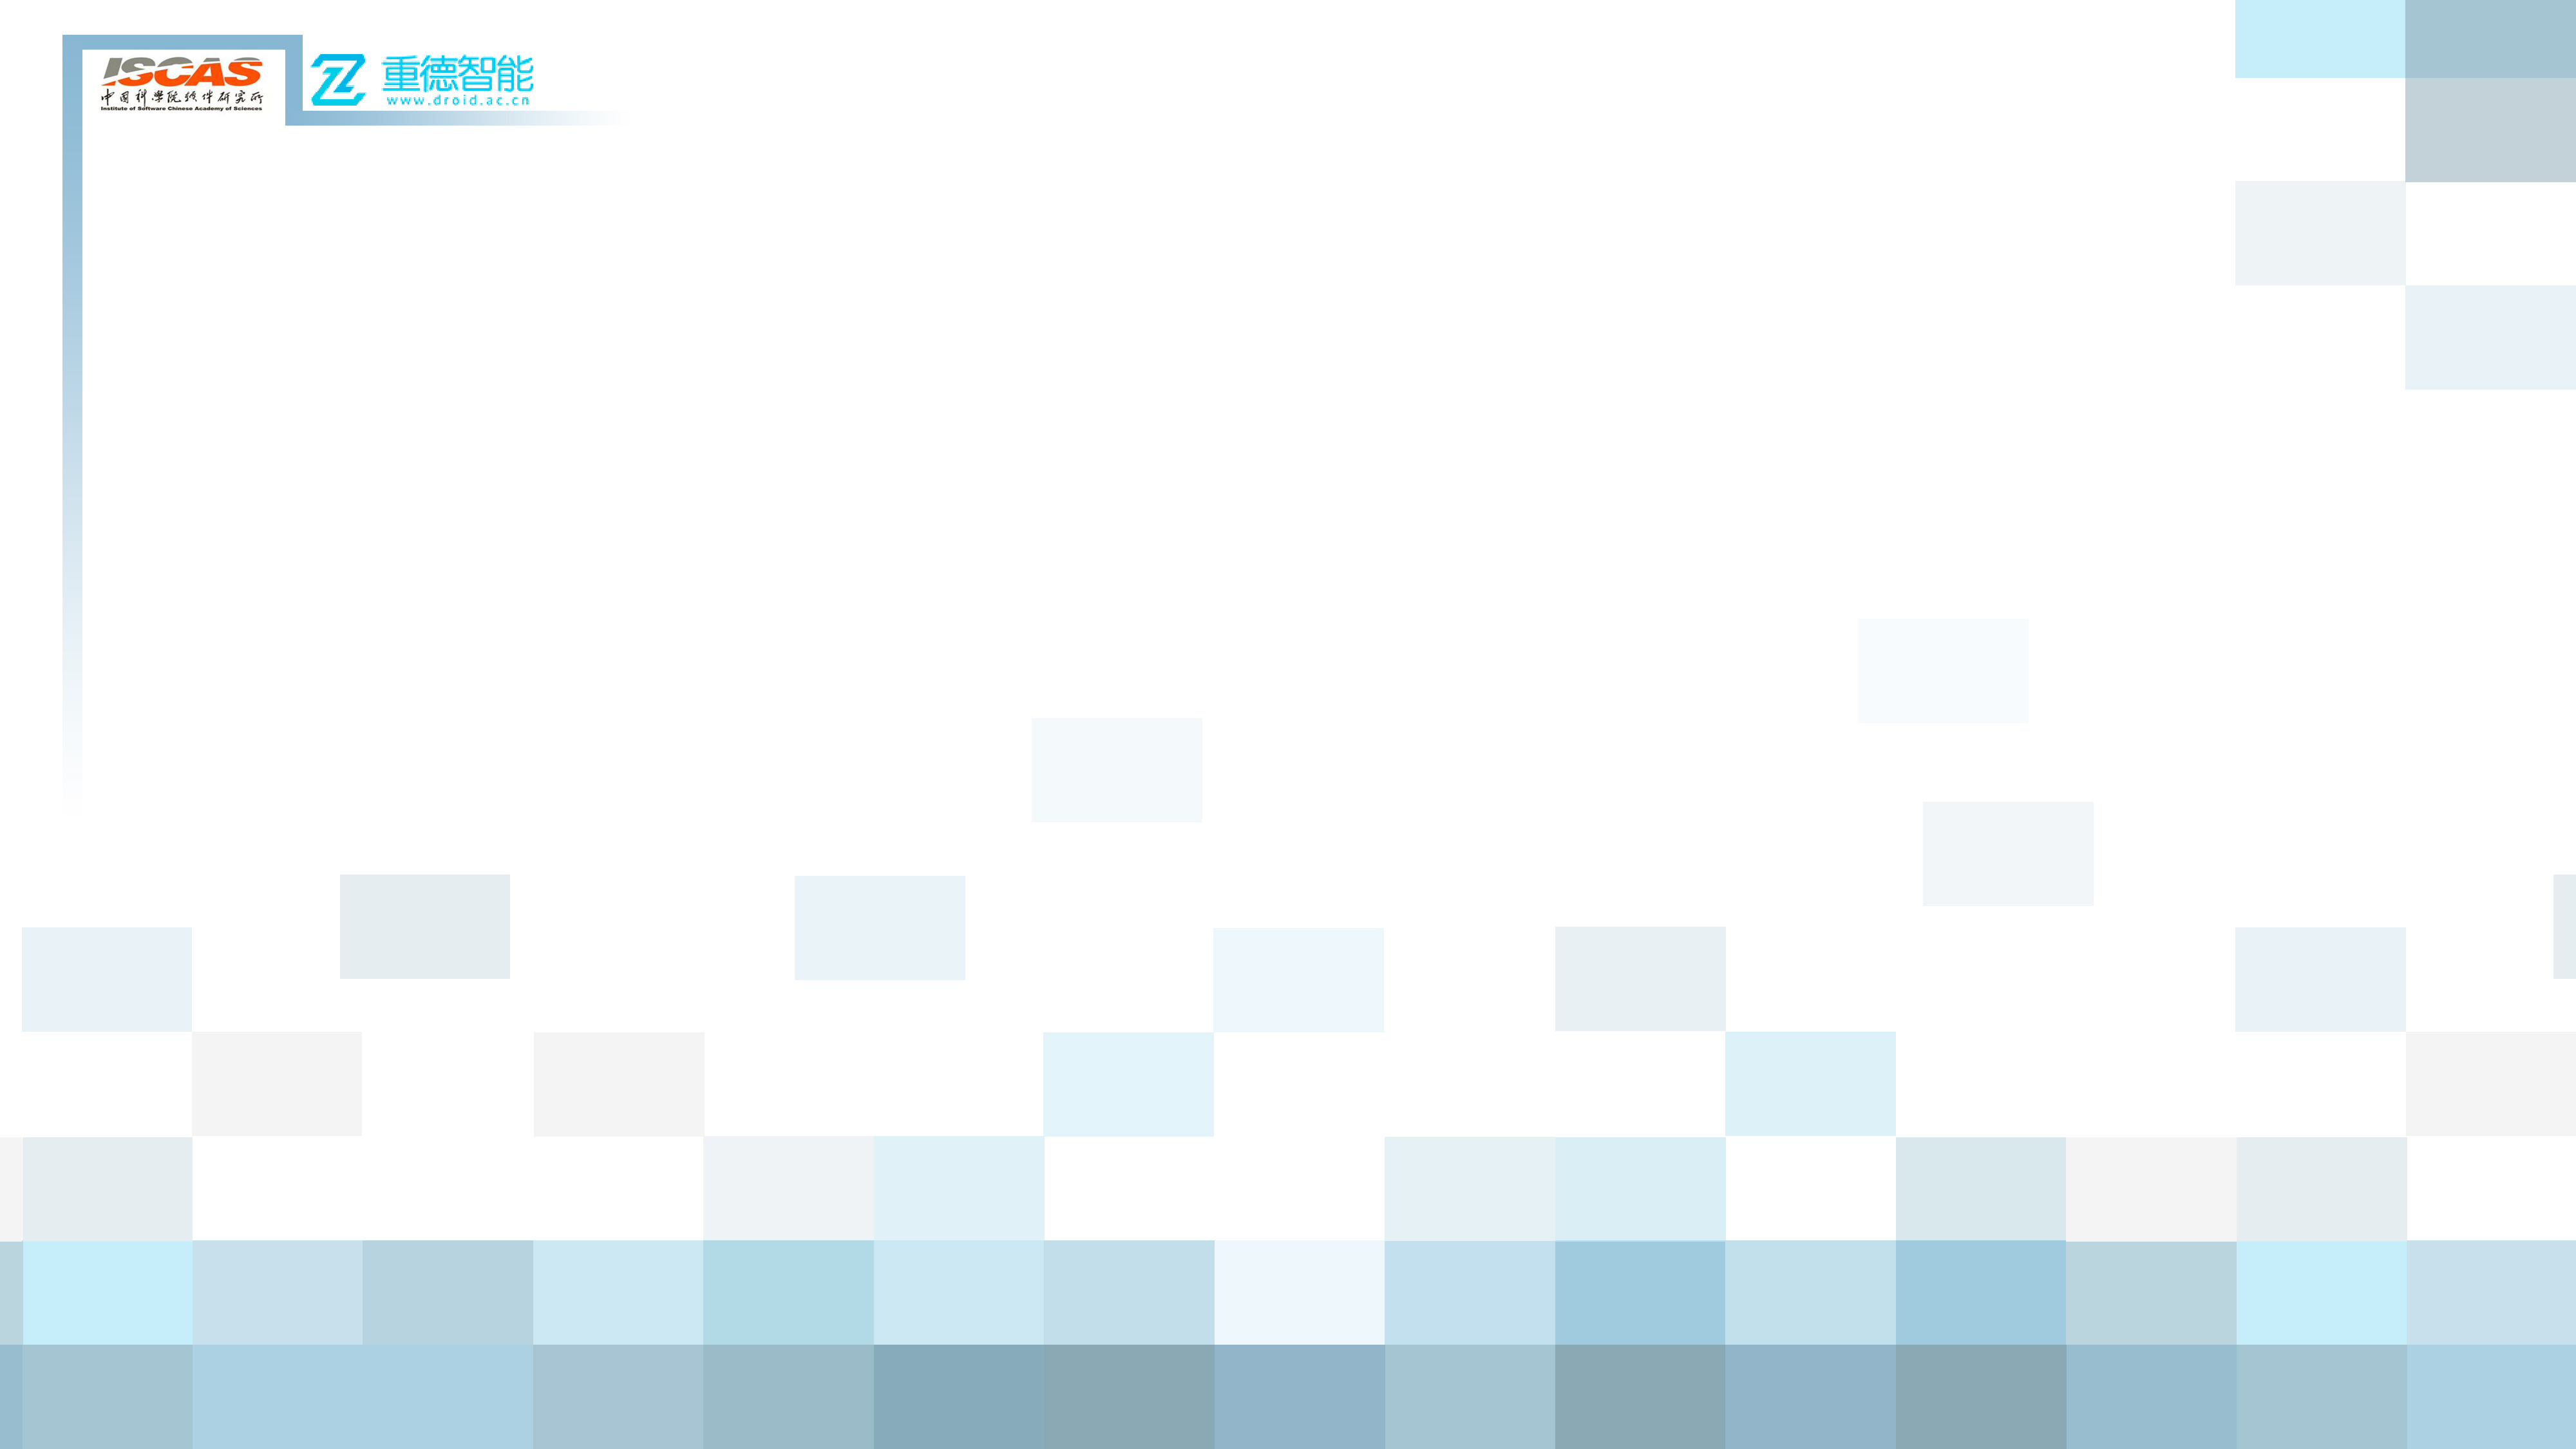 ISCAS
中国科学院软件研究所
Institute of Software Chinese Academy of Sciences
重德智能
www.droid.ac.cn